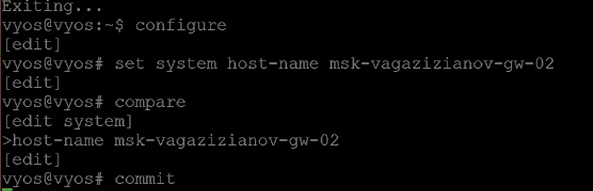 Exiting...
vyos@vyos:~$ configure
[edit]
vyos@vyos# set system host-name msk-vagazizianov-gw-02
[edit]
vyos@vyos# compare
[edit system]
>host-name msk-vagazizianov-gw-02
[edit]
vyos@vyos# commit